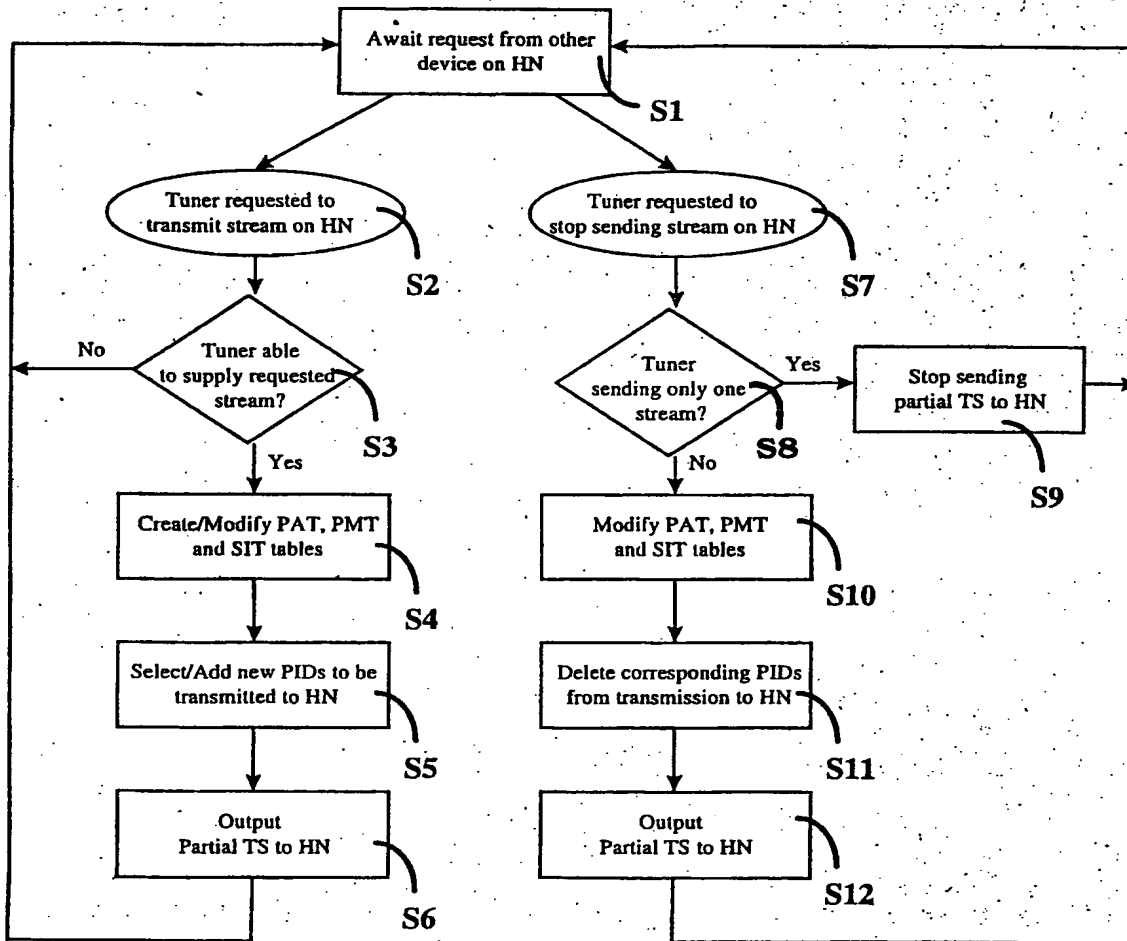 Await request from other
device on HN
S1
Tuner requested to
transmit stream on HN
S2
Tuner requested to
stop sending stream on HN
S7
No
Tuner able
to supply requested
stream?
S3
Yes
Tuner
sending only one
stream?
S8
Yes
Stop sending
partial TS to HN
S9
No
Create/Modify PAT, PMT
and SIT tables
S4
Modify PAT, PMT
and SIT tables
S10
Select/Add new PIDs to be
transmitted to HN
S5
Delete corresponding PIDs
from transmission to HN
S11
Output
Partial TS to HN
S6
Output
Partial TS to HN
S12